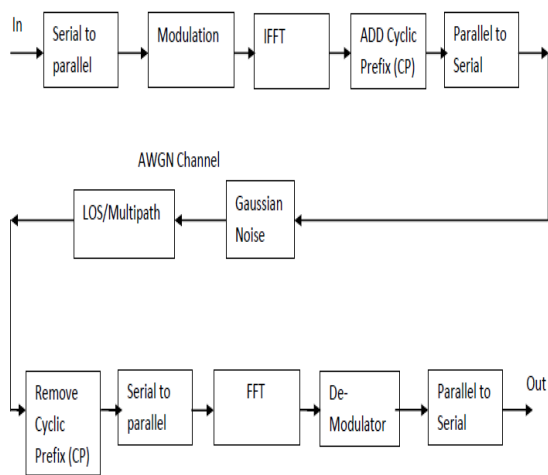 In
Serial to
parallel
Modulation
IFFT
ADD Cyclic
Prefix (CP)
Parallel to
Serial
AWGN Channel
LOS/Multipath
Gaussian
Noise
Remove
Cyclic
Prefix (CP)
Serial to
parallel
FFT
De-
Modulator
Parallel to
Serial
Out